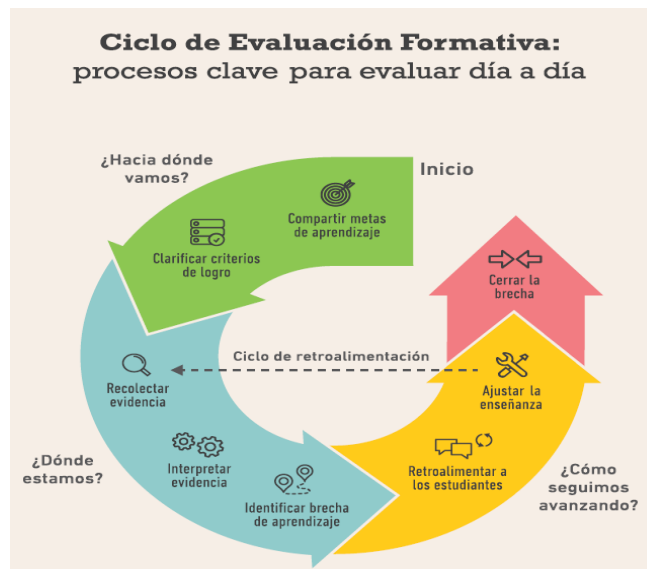 Ciclo de Evaluación Formativa:
procesos clave para evaluar día a día
¿Hacia dónde
vamos?
Inicio
Compartir metas
de aprendizaje
Clarificar criterios
de logro
Cerrar la
brecha
Ciclo de retroalimentación
Recolectar
evidencia
Ajustar la
enseñanza
¿Dónde
estamos?
Interpretar
evidencia
Identificar brecha
de aprendizaje
Retroalimentar a
los estudiantes
¿Cómo
seguimos
avanzando?